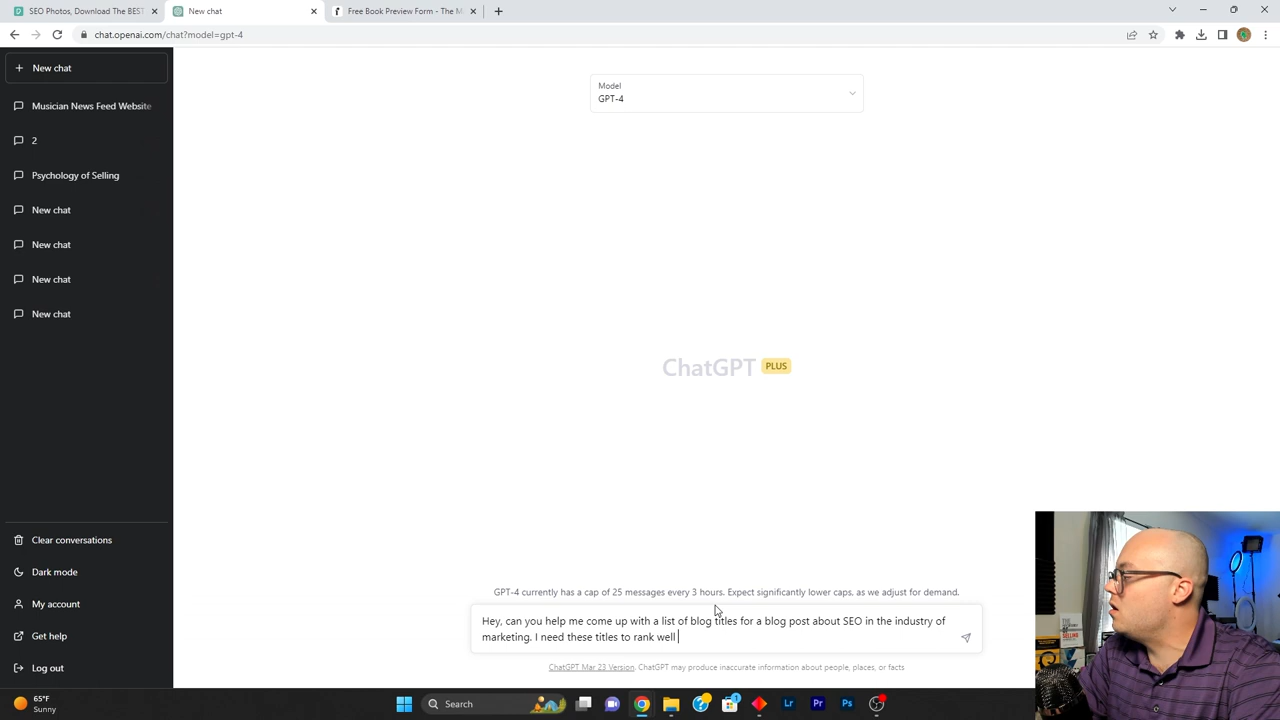 SEO Photos, Download The BEST
New chat
Free Book Preview Form - The M
chat.openai.com/chat?model=gpt-4
New chat
Musician News Feed Website
2
Psychology of Selling
New chat
New chat
New chat
New chat
Model
GPT-4
ChatGPT PLUS
Clear conversations
Dark mode
My account
Get help
Log out
GPT-4 currently has a cap of 25 messages every 3 hours. Expect significantly lower caps, as we adjust for demand.
Hey, can you help me come up with a list of blog titles for a blog post about SEO in the industry of
marketing. I need these titles to rank well
ChatGPT Mar 23 Version. ChatGPT may produce inaccurate information about people, places, or facts
65°F
Sunny
Search
1
Lr
Pr
Ps